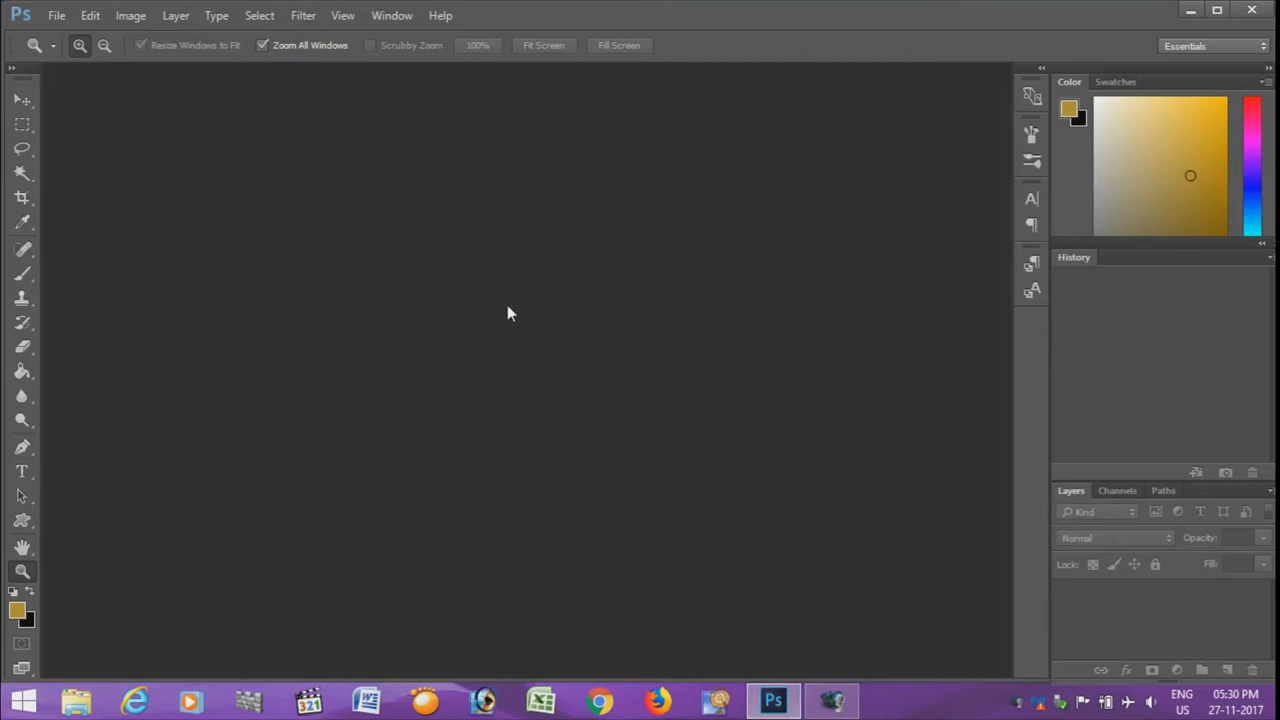 Ps File Edit Image Layer Type Select Filter View Window Help
Resize Windows to Fit Zoom All Windows Scrubby Zoom 100% Fit Screen Fill Screen Essentials
Color Swatches
History
Layers Channels Paths
Kind
Normal Opacity:
Lock: Fill:
T
321
Ps
ENG 05:30 PM
US 27-11-2017